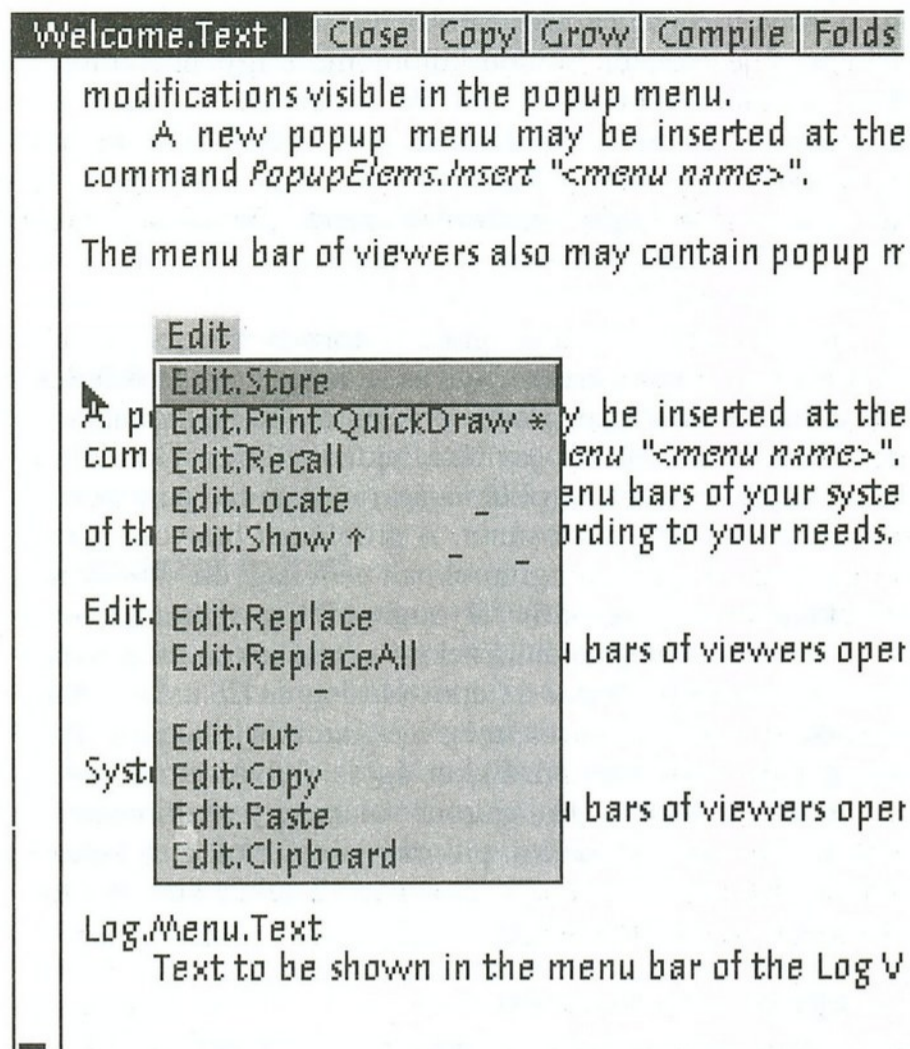 Welcome.Text | Close Copy Grow Compile Folds
modifications visible in the popup menu.
A new popup menu may be inserted at the
command PopupElems.Insert "<menu name>".
The menu bar of viewers also may contain popup
Edit
Edit.Store
Edit.Print QuickDraw *
Edit.Recall
Edit.Locate
Edit.Show ↑
Edit.Replace
Edit.ReplaceAll
Edit.Cut
Edit.Copy
Edit.Paste
Edit.Clipboard
A y be inserted at the
com "<menu name>".
bars of your syste
of th according to your needs.
Edit.
bars of viewers oper
Syste
bars of viewers oper
Log.Menu.Text
Text to be shown in the menu bar of the Log V